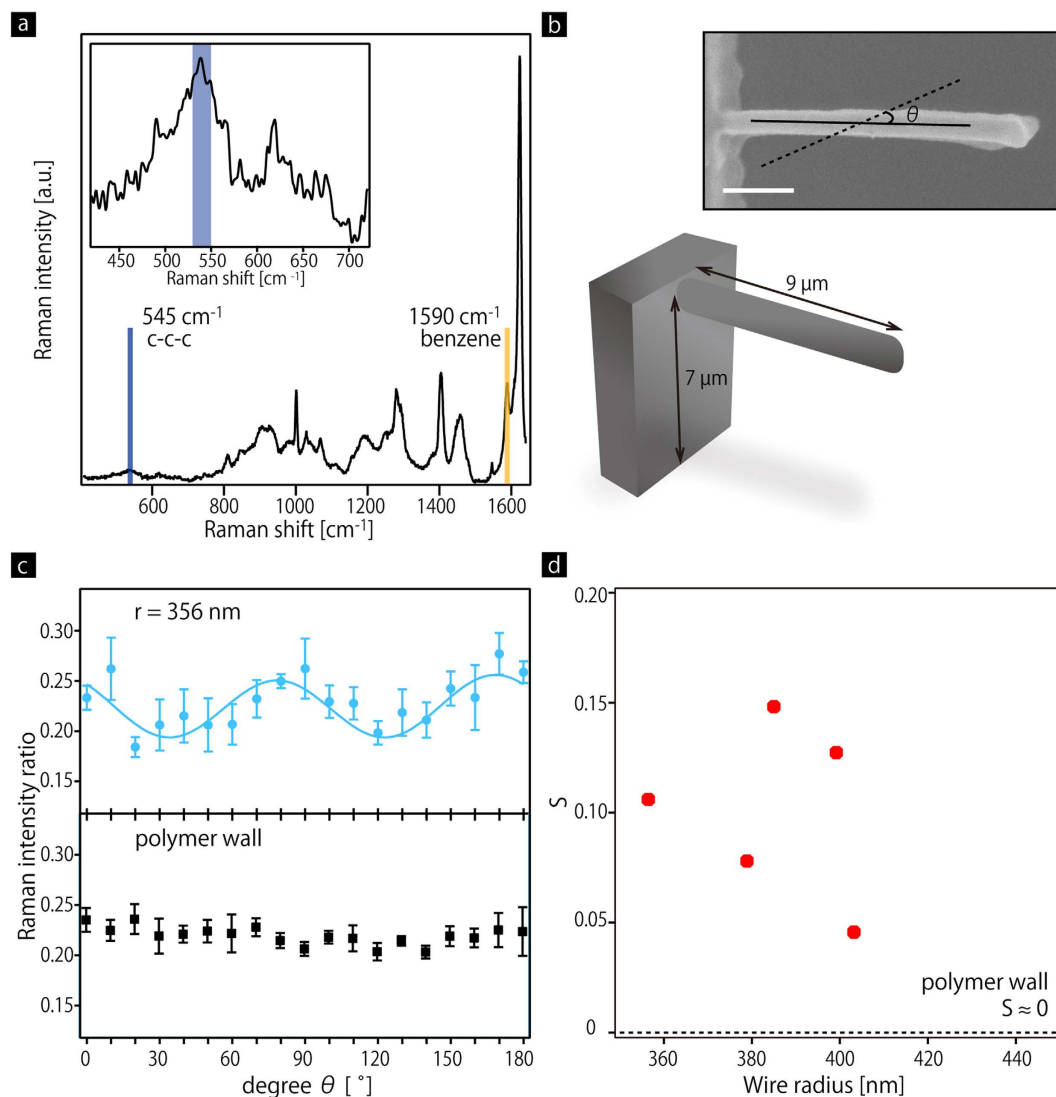 a
Raman intensity [a.u.]
450 500 550 600 650 700
Raman shift [cm⁻¹]
545 cm⁻¹
c-c-c
1590 cm⁻¹
benzene
600 800 1000 1200 1400 1600
Raman shift [cm⁻¹]
b
θ
9 μm
7 μm
c
Raman intensity ratio
r = 356 nm
0.30
0.25
0.20
0.15
polymer wall
0.30
0.25
0.20
0.15
0 30 60 90 120 150 180
degree θ [ ° ]
d
S
0.20
0.15
0.10
0.05
0
polymer wall
S ≈ 0
360 380 400 420 440
Wire radius [nm]